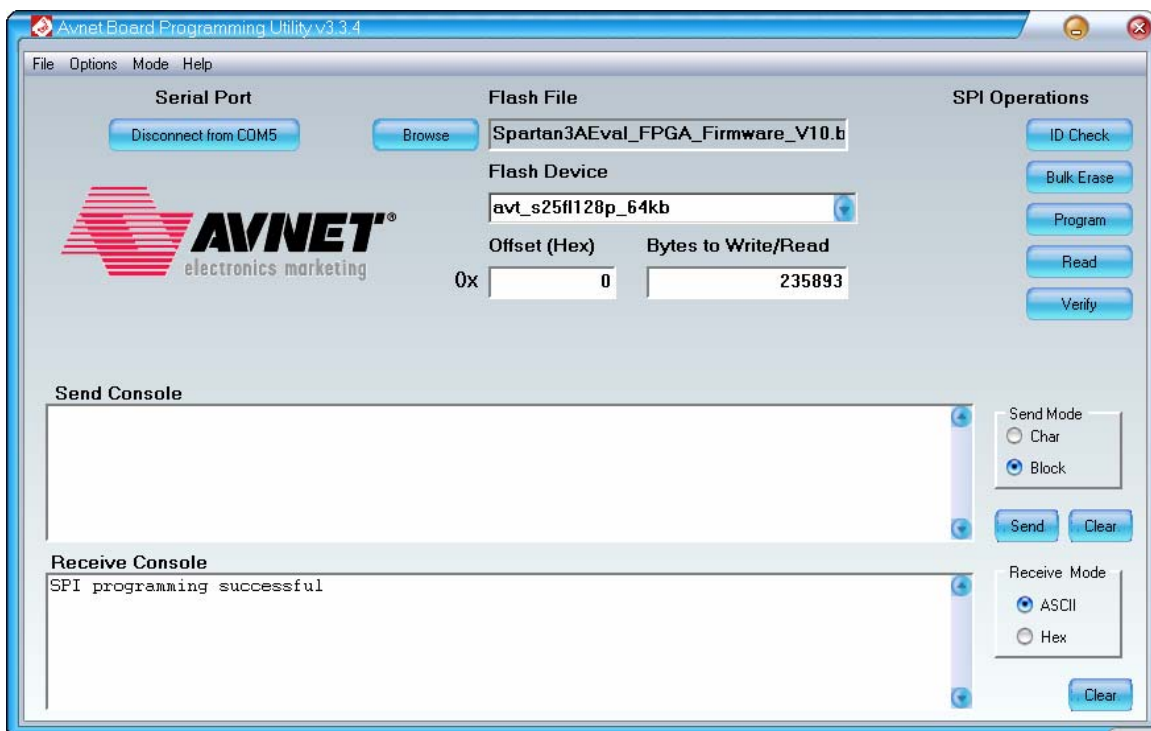 Avnet Board Programming Utility v3.3.4
File Options Mode Help
Serial Port
Flash File
SPI Operations
Disconnect from COM5
Browse
Spartan3AEval_FPGA_Firmware_V10.b
ID Check
Flash Device
Bulk Erase
avt_s25fl128p_64kb
Program
AVNET®
electronics marketing
Offset (Hex)
Bytes to Write/Read
Read
0x
0
235893
Verify
Send Console
Send Mode
Char
Block
Send
Clear
Receive Console
SPI programming successful
Receive Mode
ASCII
Hex
Clear